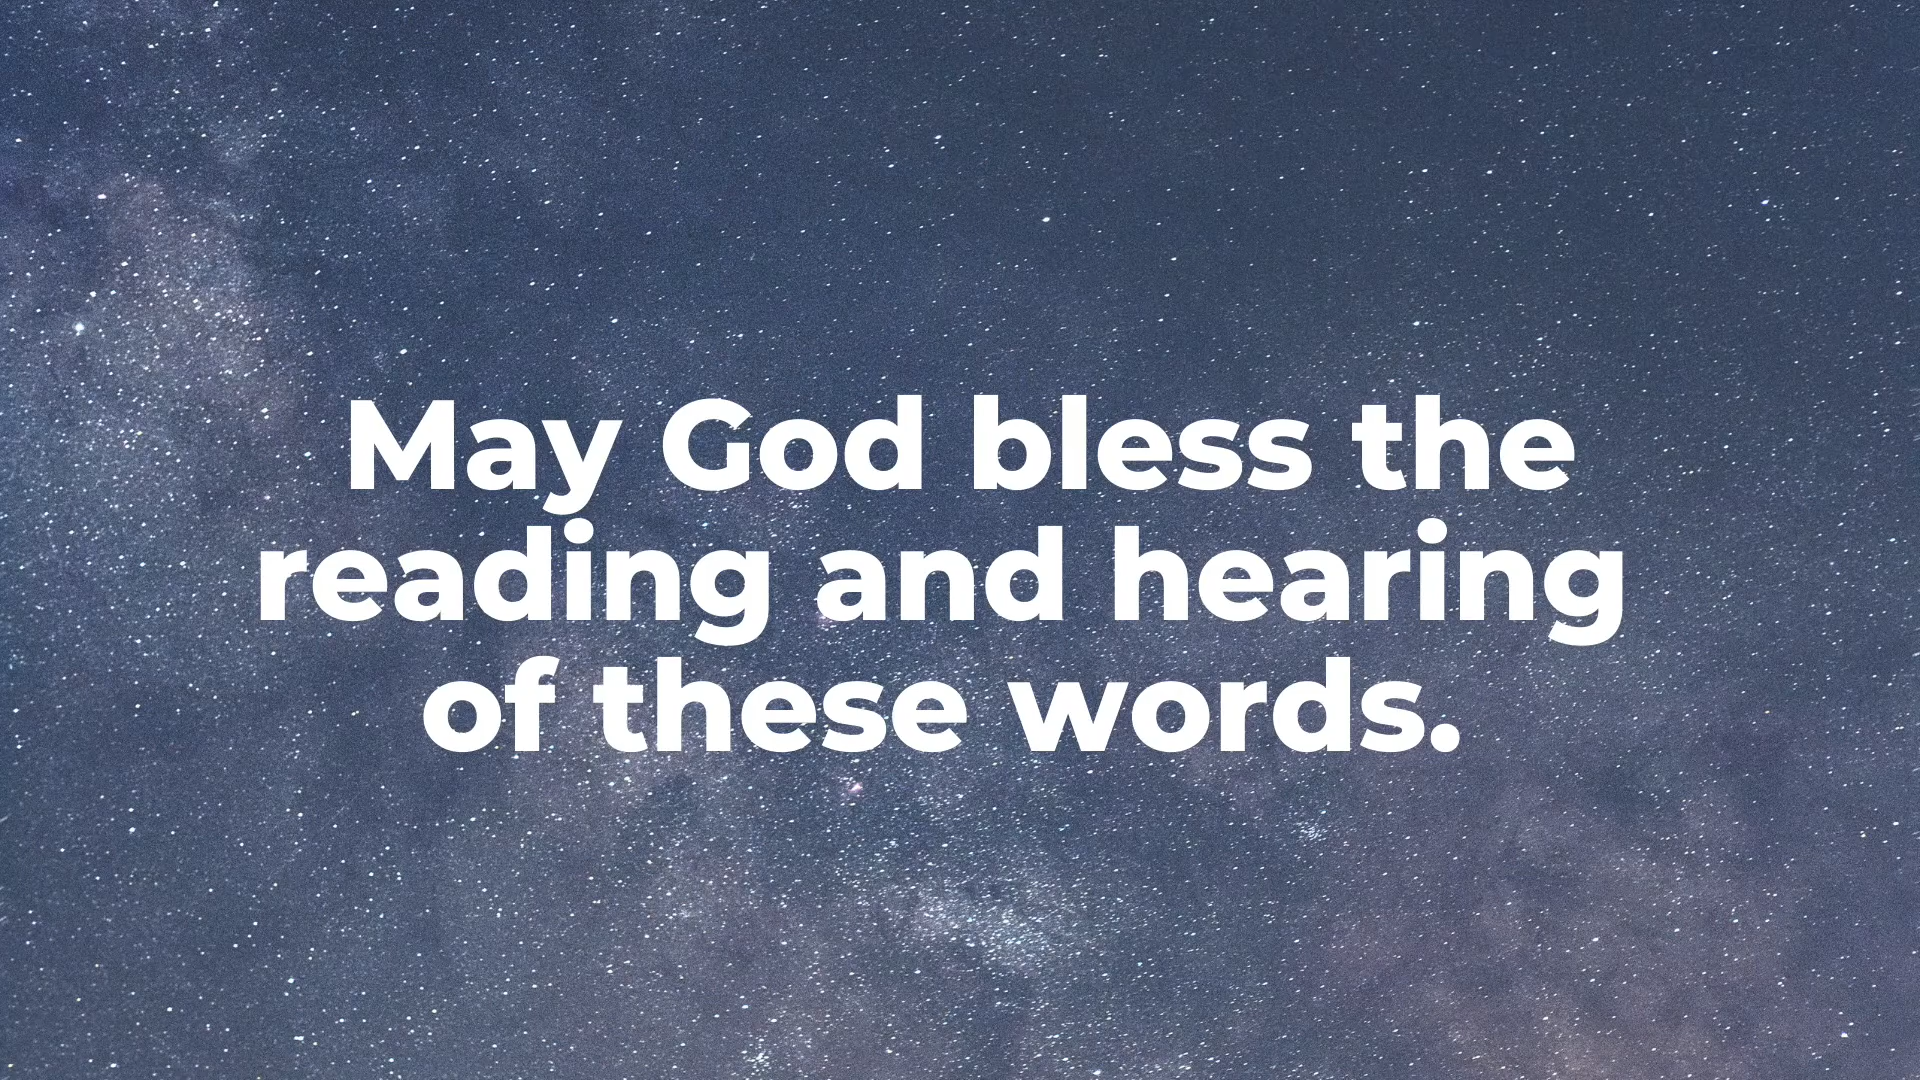 May God bless the
reading and hearing
of these words.